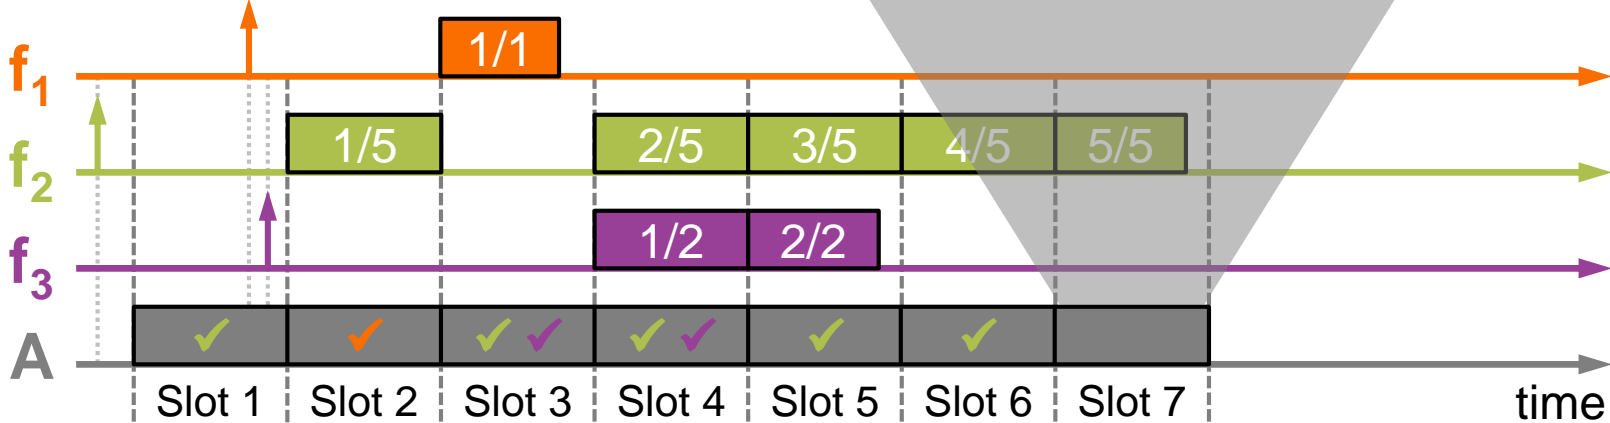 f1 1/1
f2 1/5 2/5 3/5 4/5 5/5
f3 1/2 2/2
A ✓ ✓ ✓ ✓ ✓ ✓ ✓ ✓
Slot 1 Slot 2 Slot 3 Slot 4 Slot 5 Slot 6 Slot 7 time